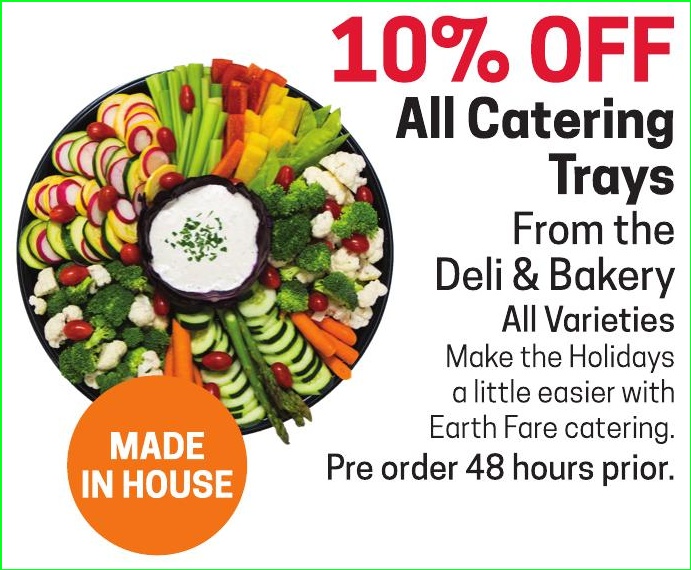 10% OFF
All Catering
Trays
From the
Deli & Bakery
All Varieties
Make the Holidays
a little easier with
Earth Fare catering.
Pre order 48 hours prior.
MADE
IN HOUSE